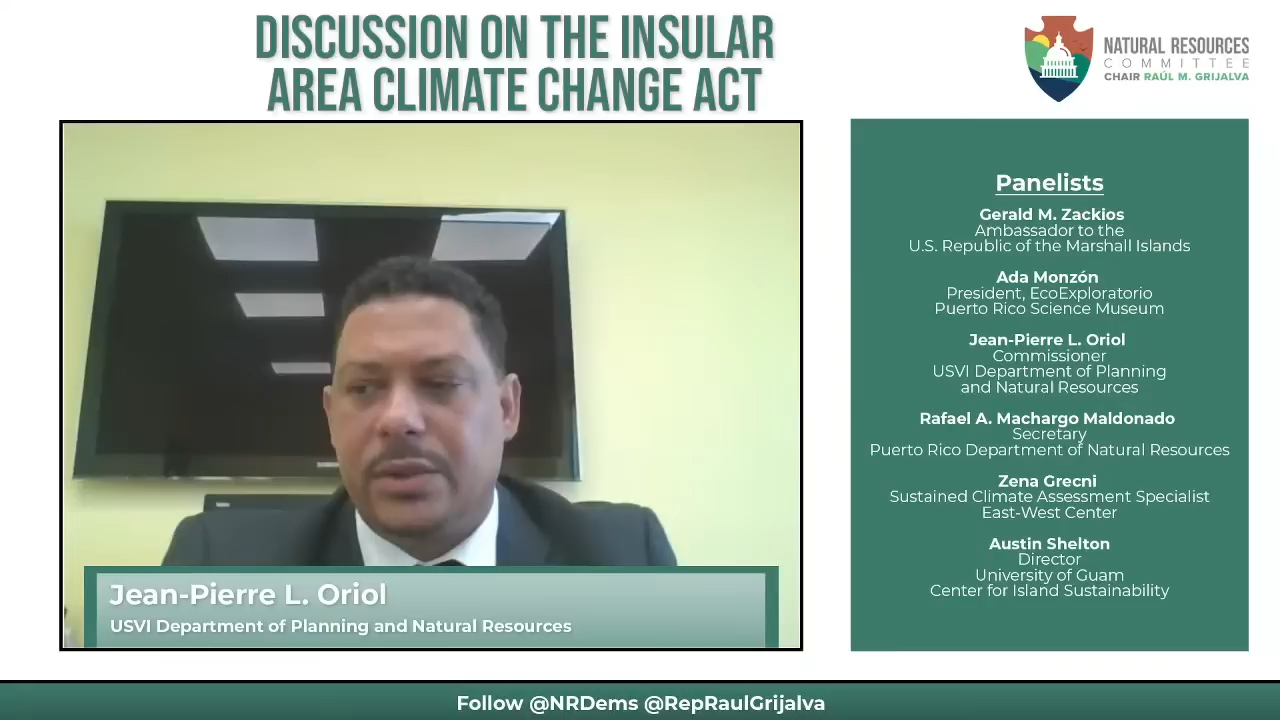 DISCUSSION ON THE INSULAR
AREA CLIMATE CHANGE ACT
NATURAL RESOURCES
COMMITTEE
CHAIR RAÚL M. GRIJALVA
Jean-Pierre L. Oriol
USVI Department of Planning and Natural Resources
Panelists
Gerald M. Zackios
Ambassador to the
U.S. Republic of the Marshall Islands
Ada Monzón
President, EcoExploratorio
Puerto Rico Science Museum
Jean-Pierre L. Oriol
Commissioner
USVI Department of Planning
and Natural Resources
Rafael A. Machargo Maldonado
Secretary
Puerto Rico Department of Natural Resources
Zena Grecni
Sustained Climate Assessment Specialist
East-West Center
Austin Shelton
Director
University of Guam
Center for Island Sustainability
Follow @NRDems @RepRaulGrijalva